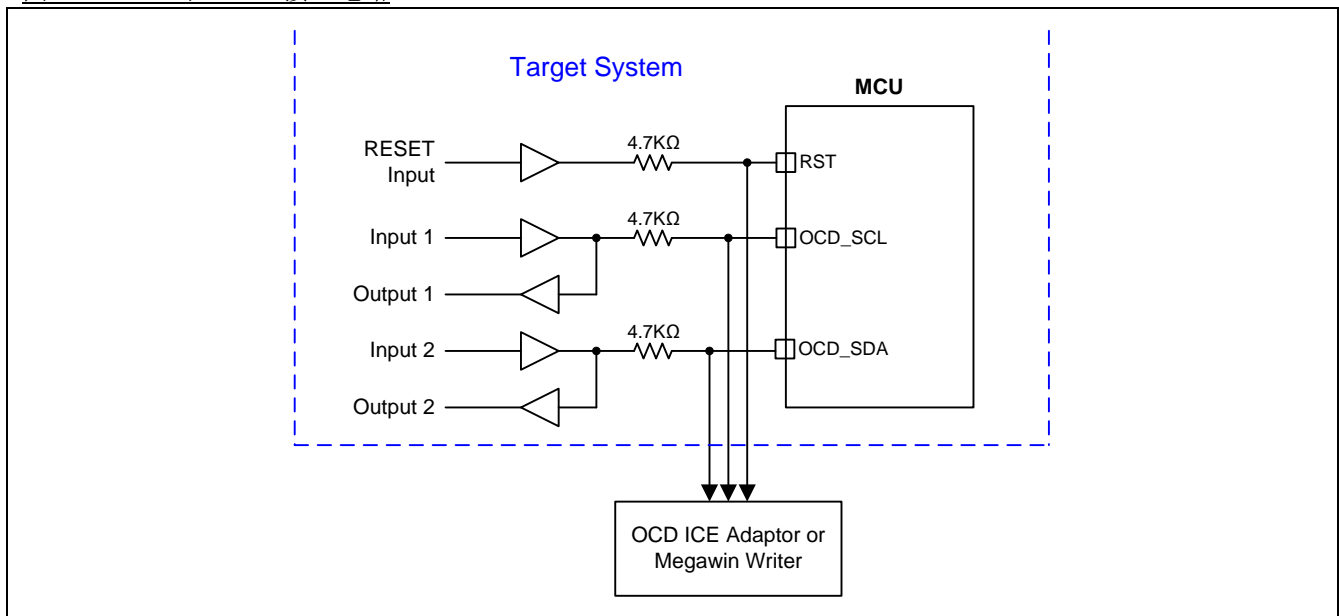 Target System
MCU
RESET
Input
4.7KΩ
RST
Input 1
4.7KΩ
OCD_SCL
Output 1
Input 2
4.7KΩ
OCD_SDA
Output 2
OCD ICE Adaptor or
Megawin Writer